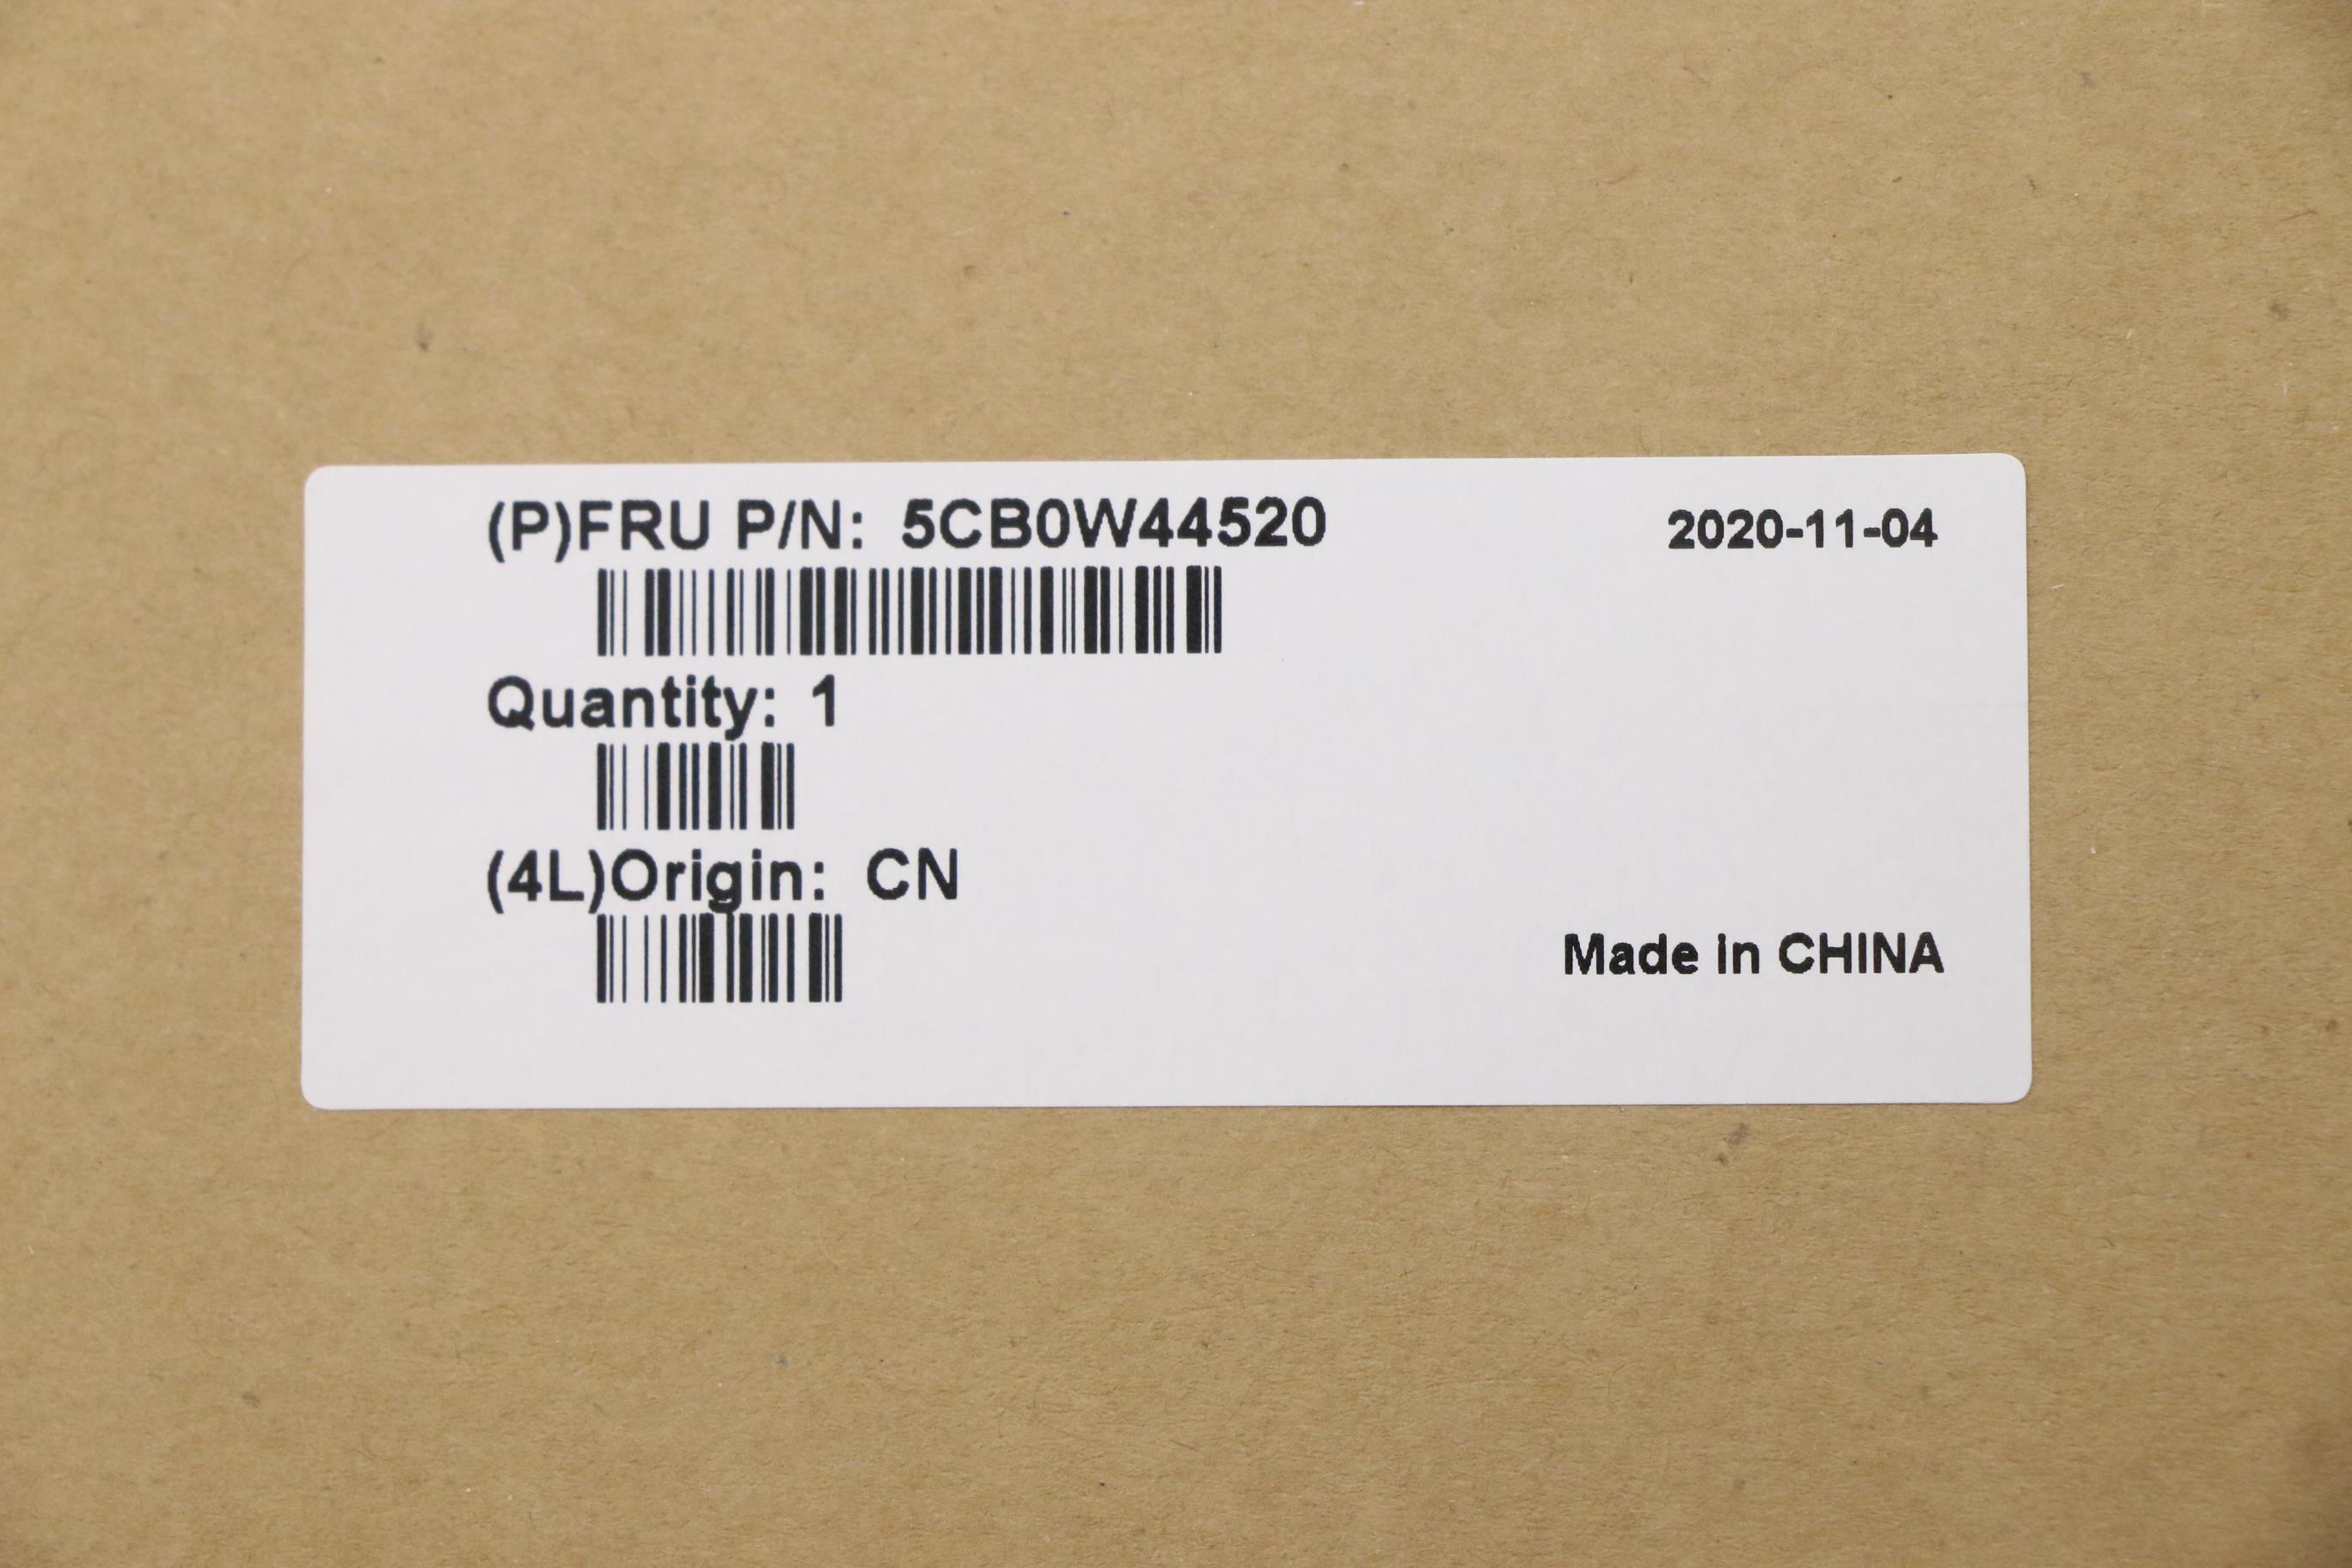 (P)FRU P/N: 5CB0W44520
2020-11-04
Quantity: 1
(4L)Origin: CN
Made in CHINA